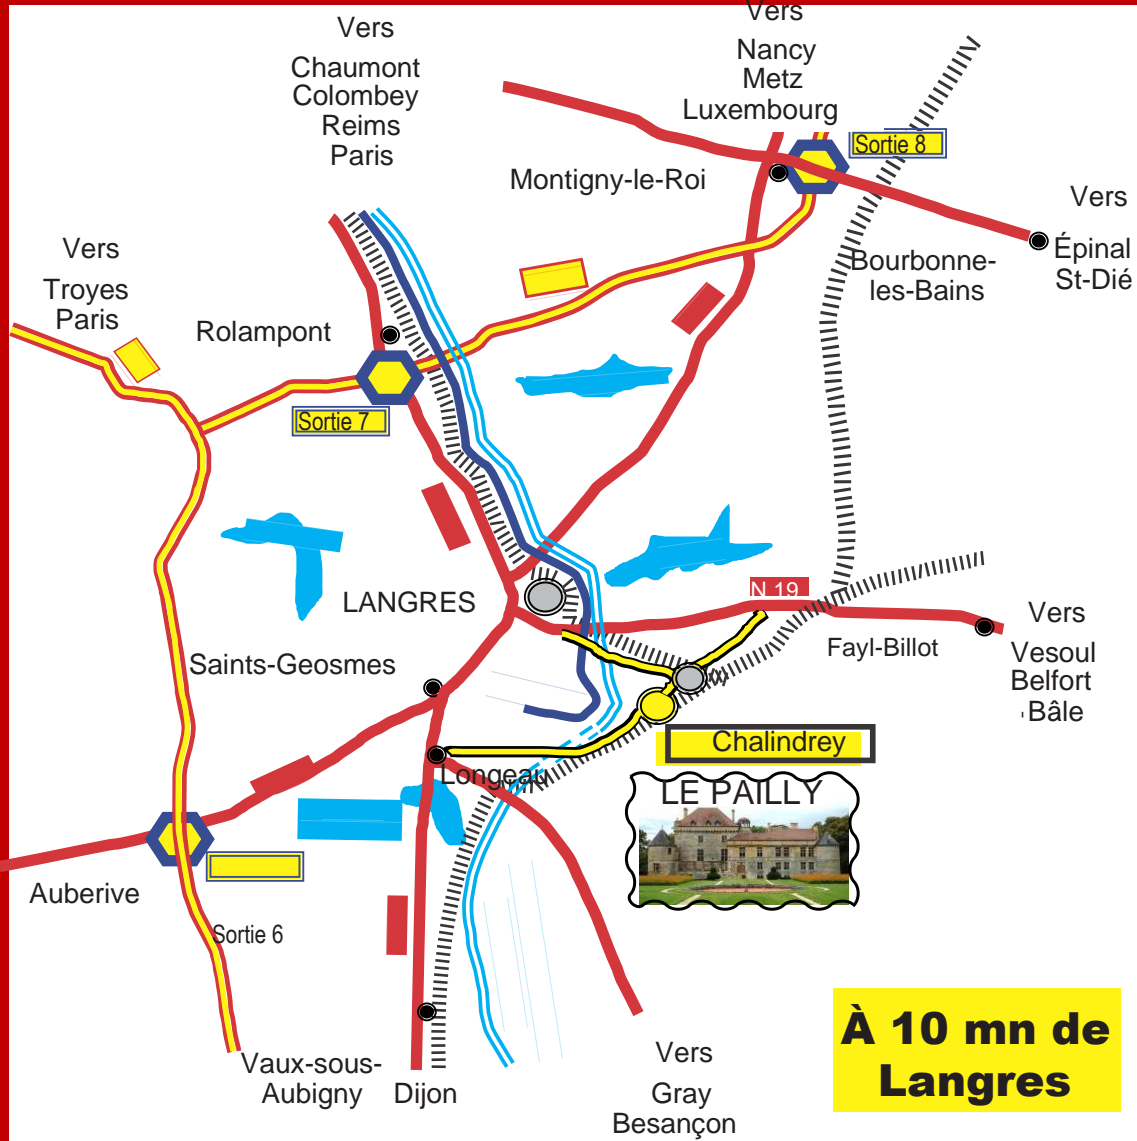 Vers
Chaumont
Colombey
Reims
Paris
Vers
Nancy
Metz
Luxembourg
Sortie 8
Montigny-le-Roi
Vers
Épinal
St-Dié
Bourbonne-
les-Bains
Vers
Troyes
Paris
Rolampont
Sortie 7
LANGRES
N 19
Vers
Vesoul
Belfort
Bâle
Fayl-Billot
Saints-Geosmes
Chalindrey
Longeau
LE PAILLY
Auberive
Sortie 6
À 10 mn de
Langres
Vaux-sous-
Aubigny
Dijon
Vers
Gray
Besançon